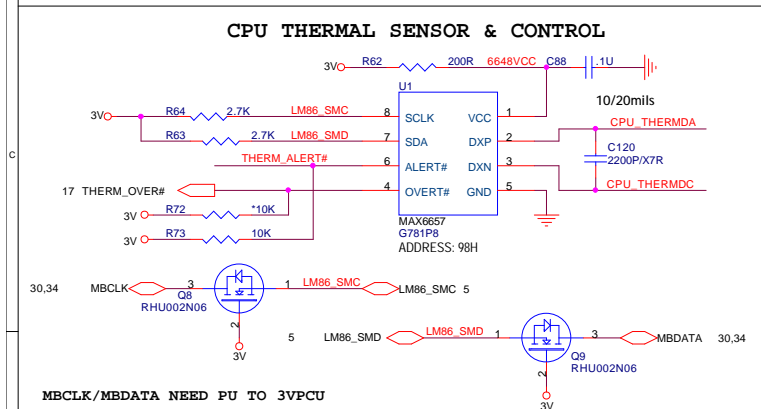 CPU THERMAL SENSOR & CONTROL
3V R62 200R 6648VCC C88 .1U
U1
10/20mils
3V R64 2.7K LM86_SMC 8 SCLK VCC 1
CPU_THERMDA
R63 2.7K LM86_SMD 7 SDA DXP 2
C120
2200P/X7R
THERM_ALERT# 6 ALERT# DXN 3
CPU_THERMDC
17 THERM_OVER# 4 OVERT# GND 5
3V R72 *10K
MAX6657
G781P8
ADDRESS: 98H
3V R73 10K
C
30,34 MBCLK 3 1 LM86_SMC LM86_SMC 5
Q8
RHU002N06
2
3V
5 LM86_SMD LM86_SMD 1 3 MBDATA 30,34
Q9
RHU002N06
2
3V
MBCLK/MBDATA NEED PU TO 3VPCU